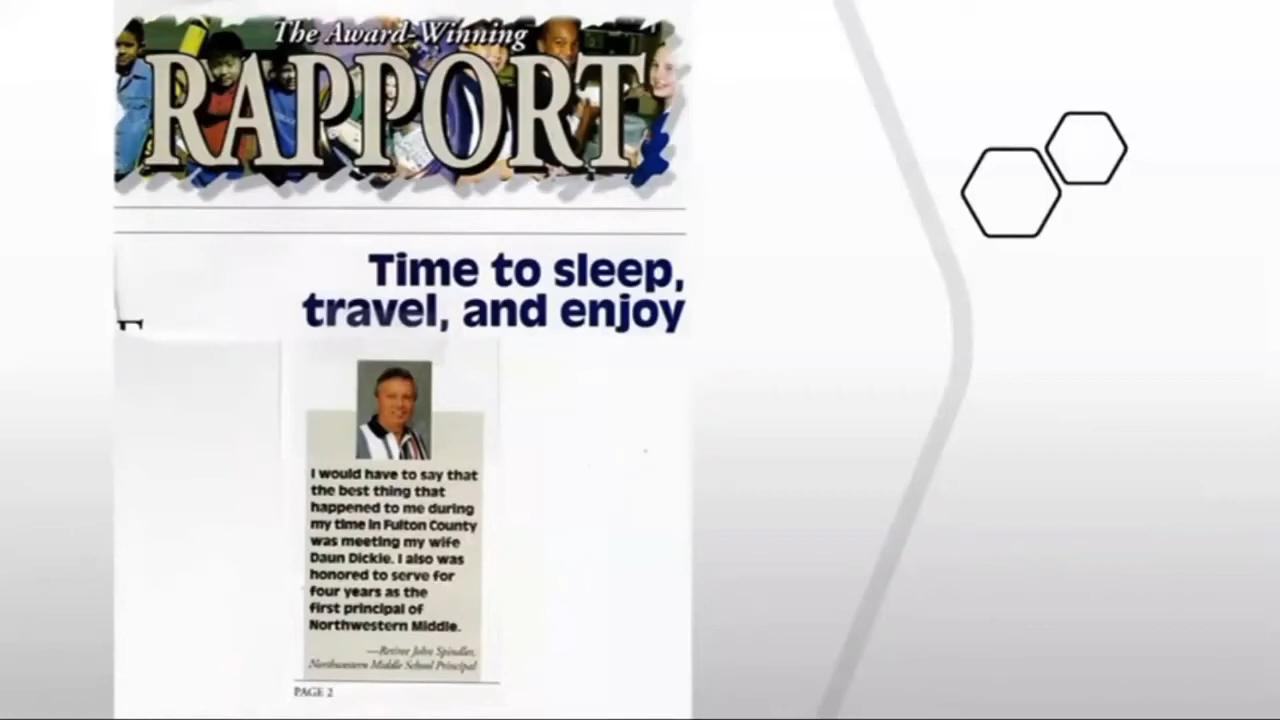 The Award-Winning
RAPPORT
Time to sleep,
travel, and enjoy
I would have to say that
the best thing that
happened to me during
my time in Fulton County
was meeting my wife
Daun Dickie. I also was
honored to serve for
four years as the
first principal of
Northwestern Middle.
—Retiree John Spindler,
Northwestern Middle School Principal
PAGE 2